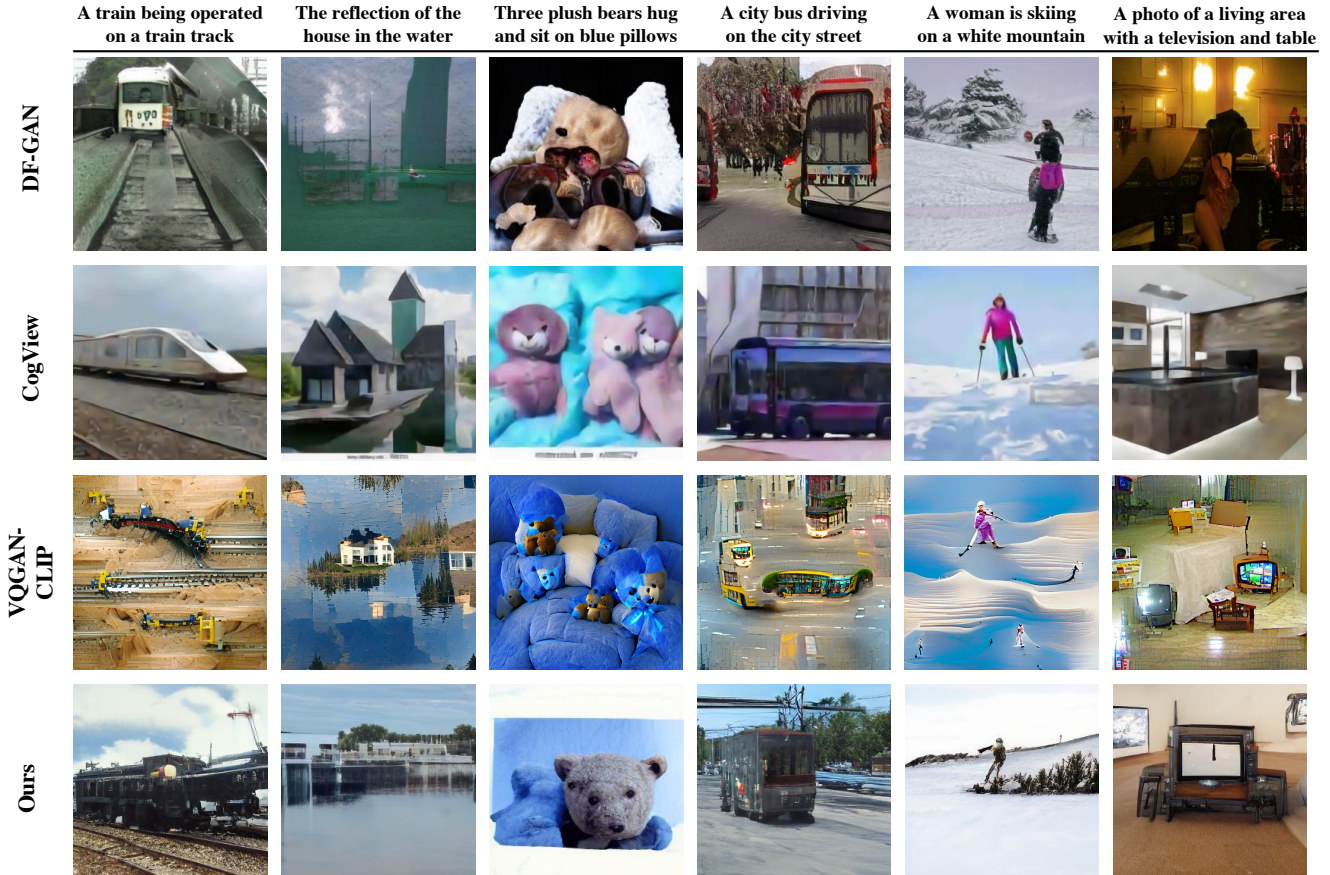 A train being operated
on a train track
The reflection of the
house in the water
Three plush bears hug
and sit on blue pillows
A city bus driving
on the city street
A woman is skiing
on a white mountain
A photo of a living area
with a television and table
DF-GAN
CogView
VQGAN-
CLIP
Ours